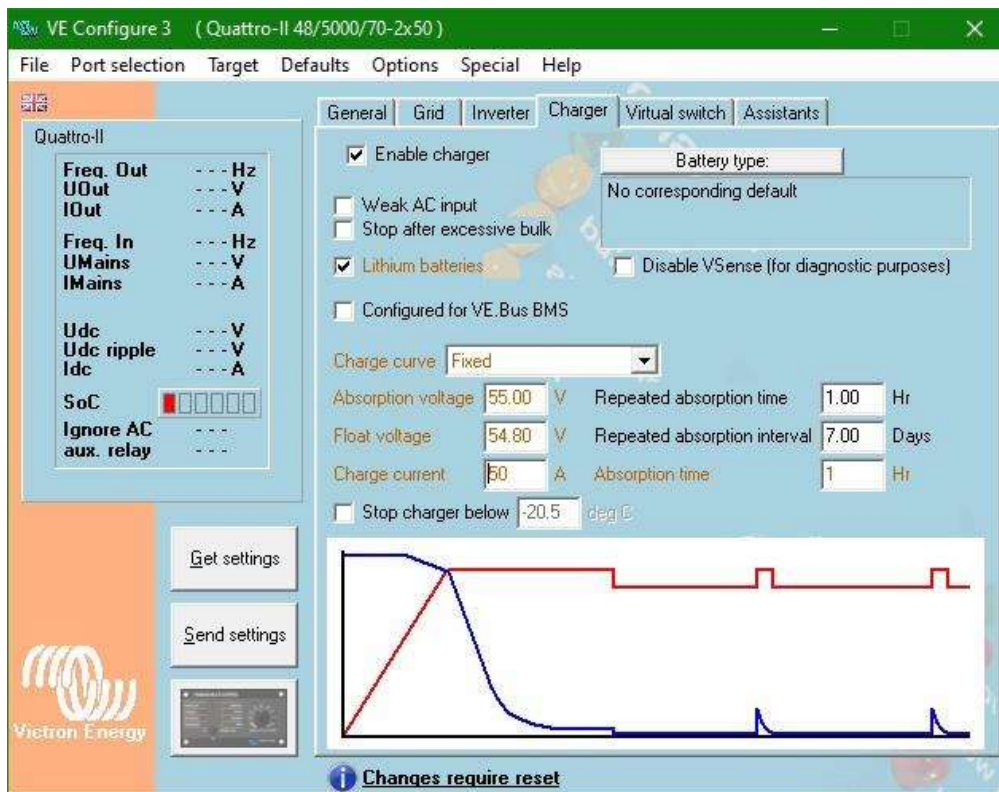 VE Configure 3 ( Quattro-II 48/5000/70-2x50 )
File Port selection Target Defaults Options Special Help
General Grid Inverter Charger Virtual switch Assistants
Quattro-II
Freq. Out - - - Hz
UOut - - - V
IOut - - - A
Freq. In - - - Hz
UMains - - - V
IMains - - - A
Udc - - - V
Udc ripple - - - V
Idc - - - A
SoC
Ignore AC - - -
aux. relay - - -
Get settings
Send settings
Victron Energy
Enable charger
Battery type:
No corresponding default
Weak AC input
Stop after excessive bulk
Lithium batteries
Disable VSense (for diagnostic purposes)
Configured for VE.Bus BMS
Charge curve Fixed
Absorption voltage 55.00 V Repeated absorption time 1.00 Hr
Float voltage 54.80 V Repeated absorption interval 7.00 Days
Charge current 50 A Absorption time 1 Hr
Stop charger below -20.5 deg C
Changes require reset